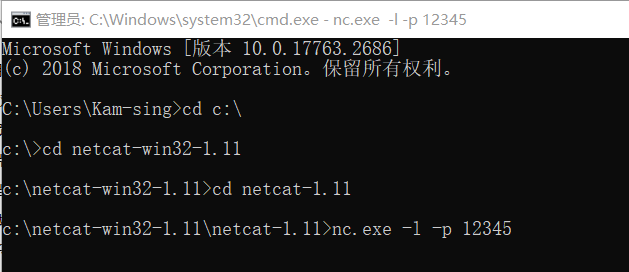 管理员: C:\Windows\system32\cmd.exe - nc.exe -l -p 12345
Microsoft Windows [版本 10.0.17763.2686]
(c) 2018 Microsoft Corporation。保留所有权利。
C:\Users\Kam-sing>cd c:\
c:\>cd netcat-win32-1.11
c:\netcat-win32-1.11>cd netcat-1.11
c:\netcat-win32-1.11\netcat-1.11>nc.exe -l -p 12345